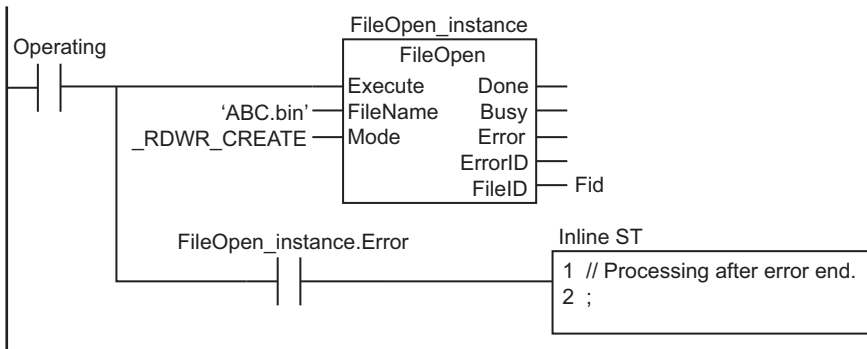 FileOpen_instance
Operating
FileOpen
Execute Done
‘ABC.bin’ FileName Busy
_RDWR_CREATE Mode Error
ErrorID
FileID Fid
FileOpen_instance.Error
Inline ST
1 // Processing after error end.
2 ;